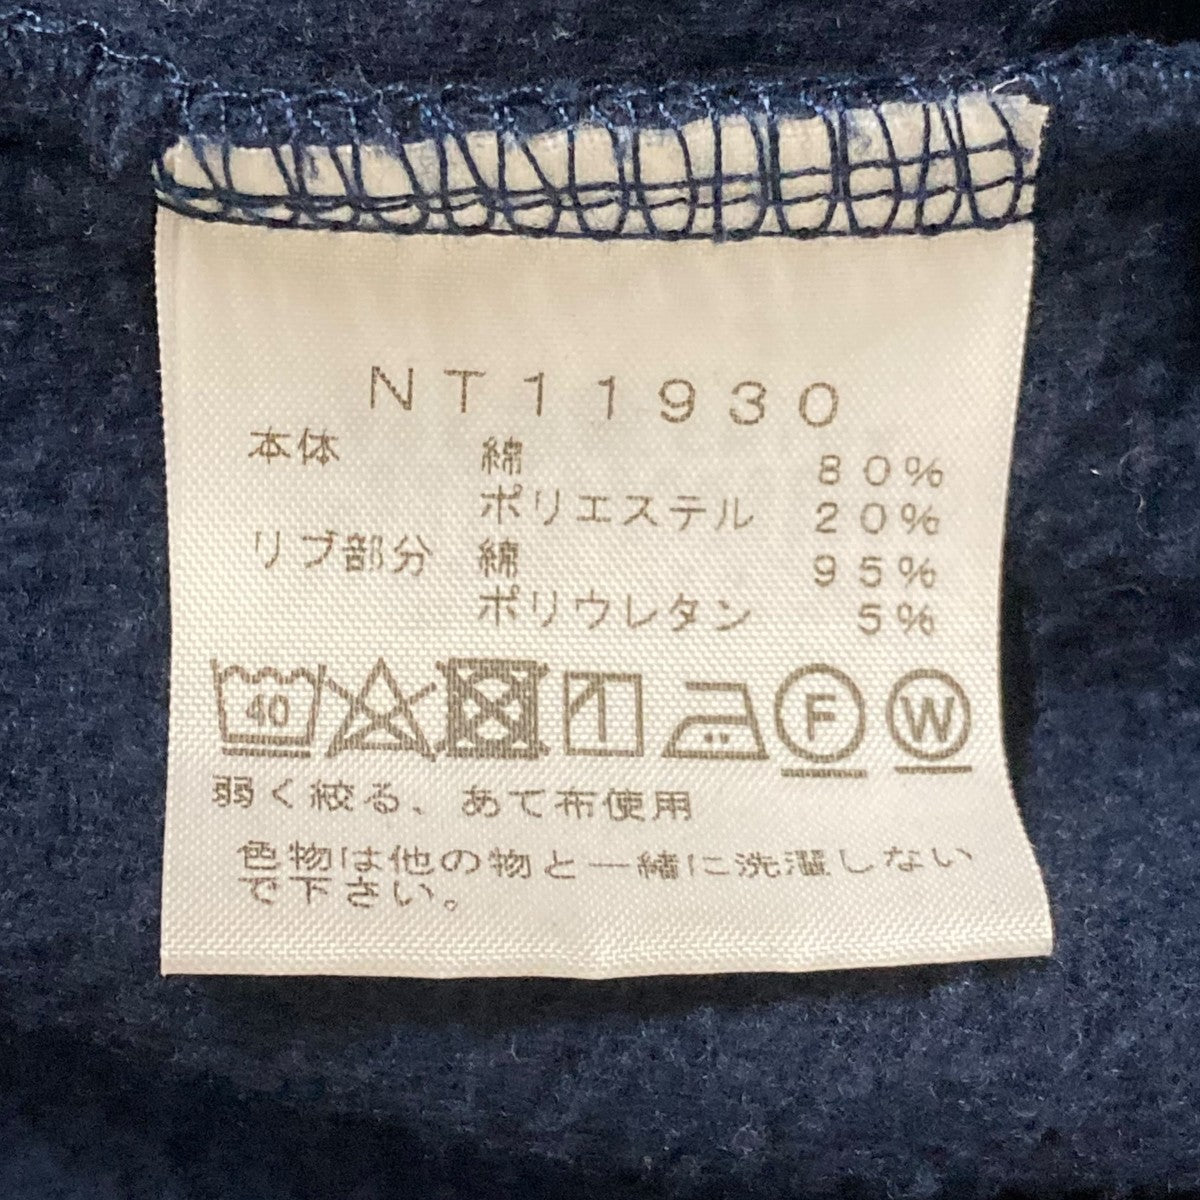 NT11930
本体 綿 80%
ポリエステル 20%
リブ部分 綿 95%
ポリウレタン 5%
40 F W
弱く絞る、あて布使用
色物は他の物と一緒に洗濯しない
で下さい。